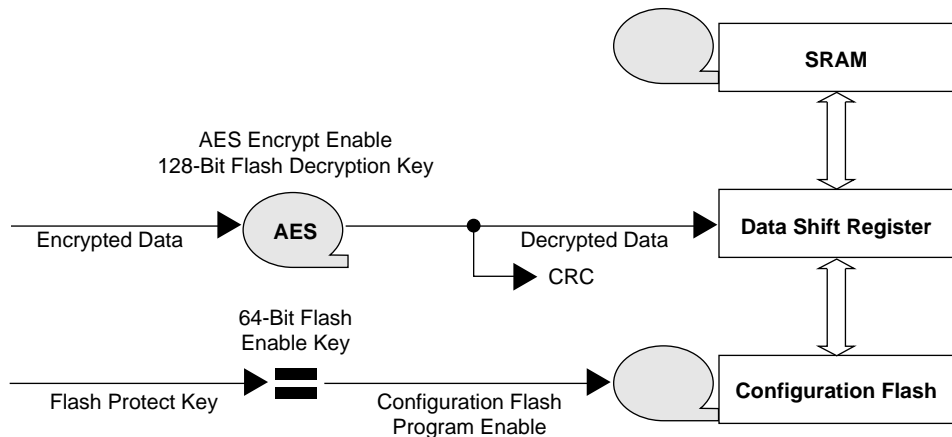 SRAM
AES Encrypt Enable
128-Bit Flash Decryption Key
AES
Encrypted Data
Decrypted Data
Data Shift Register
CRC
64-Bit Flash
Enable Key
Flash Protect Key
Configuration Flash
Program Enable
Configuration Flash